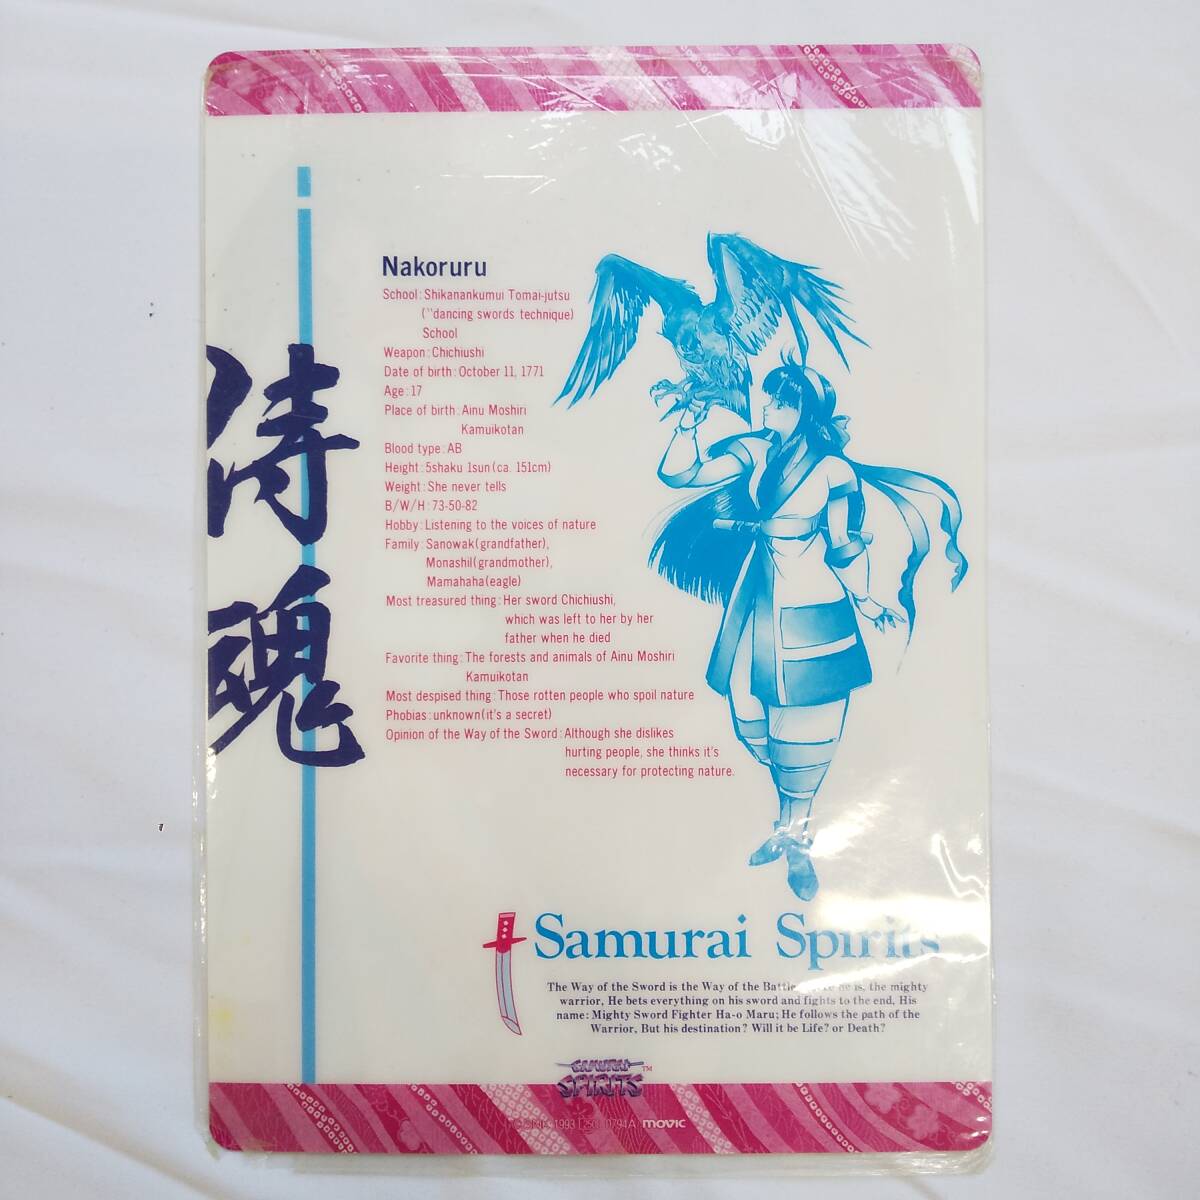 侍魂
Nakoruru
School: Shikanankumui Tomai-jutsu
("dancing swords technique)
School
Weapon: Chichiushi
Date of birth: October 11, 1771
Age: 17
Place of birth: Ainu Moshiri
Kamuikotan
Blood type: AB
Height: 5shaku 1sun (ca. 151cm)
Weight: She never tells
B/W/H: 73-50-82
Hobby: Listening to the voices of nature
Family: Sanowak(grandfather),
Monashil(grandmother),
Mamahaha(eagle)
Most treasured thing: Her sword Chichiushi,
which was left to her by her
father when he died
Favorite thing: The forests and animals of Ainu Moshiri
Kamuikotan
Most despised thing: Those rotten people who spoil nature
Phobias: unknown(it's a secret)
Opinion of the Way of the Sword: Although she dislikes
hurting people, she thinks it's
necessary for protecting nature.
Samurai Spirits
The Way of the Sword is the Way of the Battle is, the mighty
warrior, He bets everything on his sword and fights to the end, His
name: Mighty Sword Fighter Ha-o Maru; He follows the path of the
Warrior, But his destination? Will it be Life? or Death?
SAMURAI
SPIRITS TM
1993 0794A movic